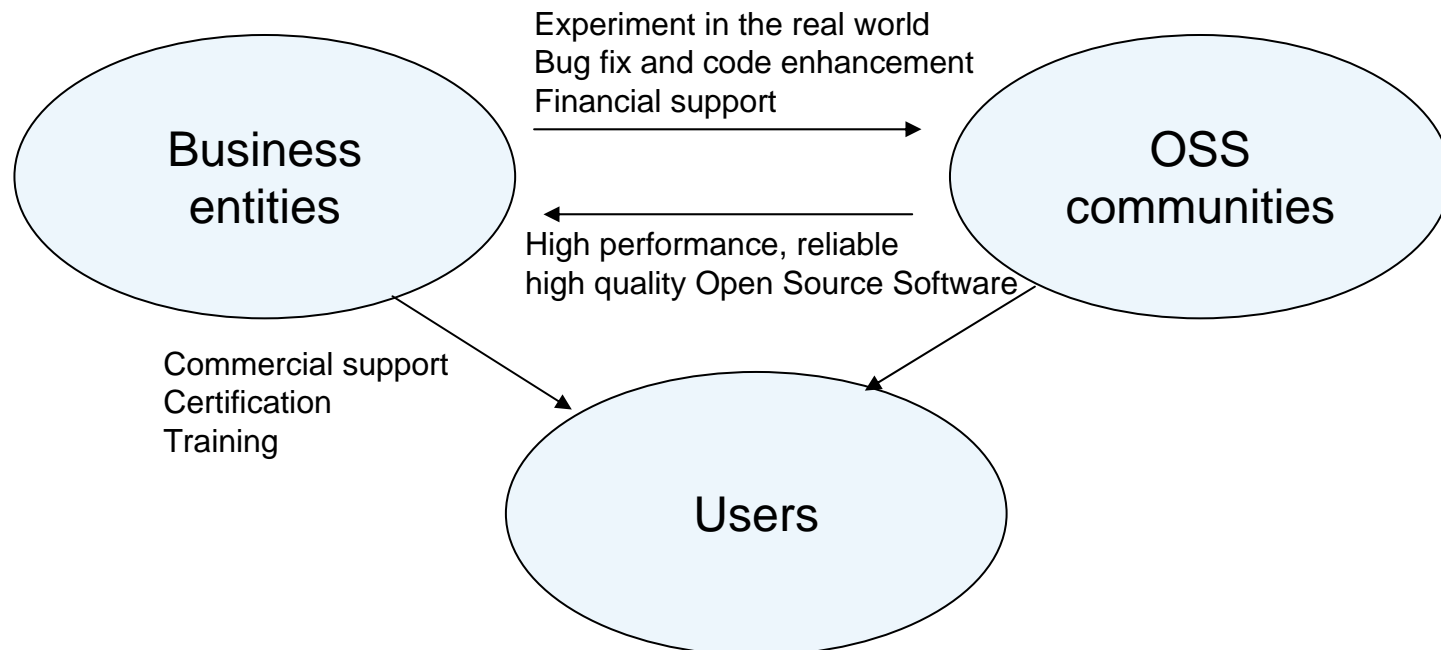 Experiment in the real world
Bug fix and code enhancement
Financial support
Business
entities
OSS
communities
High performance, reliable
high quality Open Source Software
Commercial support
Certification
Training
Users